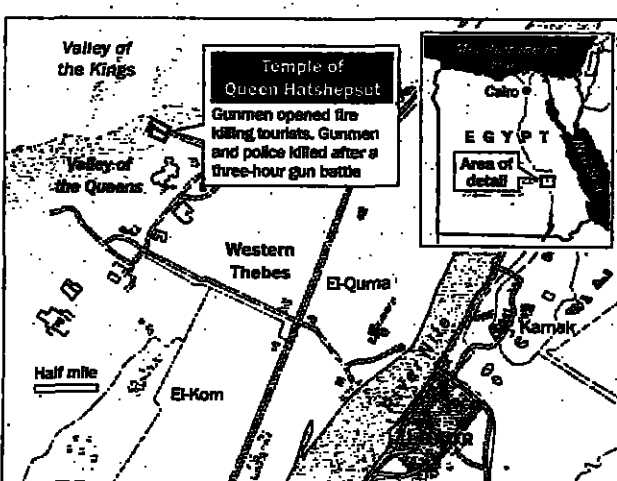 Valley of
the Kings
Temple of
Queen Hatshepsut
Gunmen opened fire
killing tourists. Gunmen
and police killed after a
three-hour gun battle
Cairo
EGYPT
Area of
detail
Valley of
the Queens
Western
Thebes
El-Qurna
River Nile
Karnak
Half mile
El-Kom